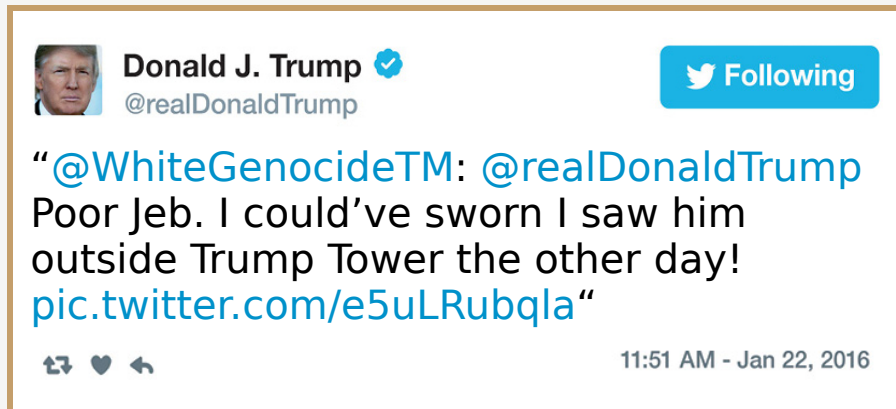 Donald J. Trump
@realDonaldTrump
Following
“@WhiteGenocideTM: @realDonaldTrump
Poor Jeb. I could’ve sworn I saw him
outside Trump Tower the other day!
pic.twitter.com/e5uLRubqla“
11:51 AM - Jan 22, 2016